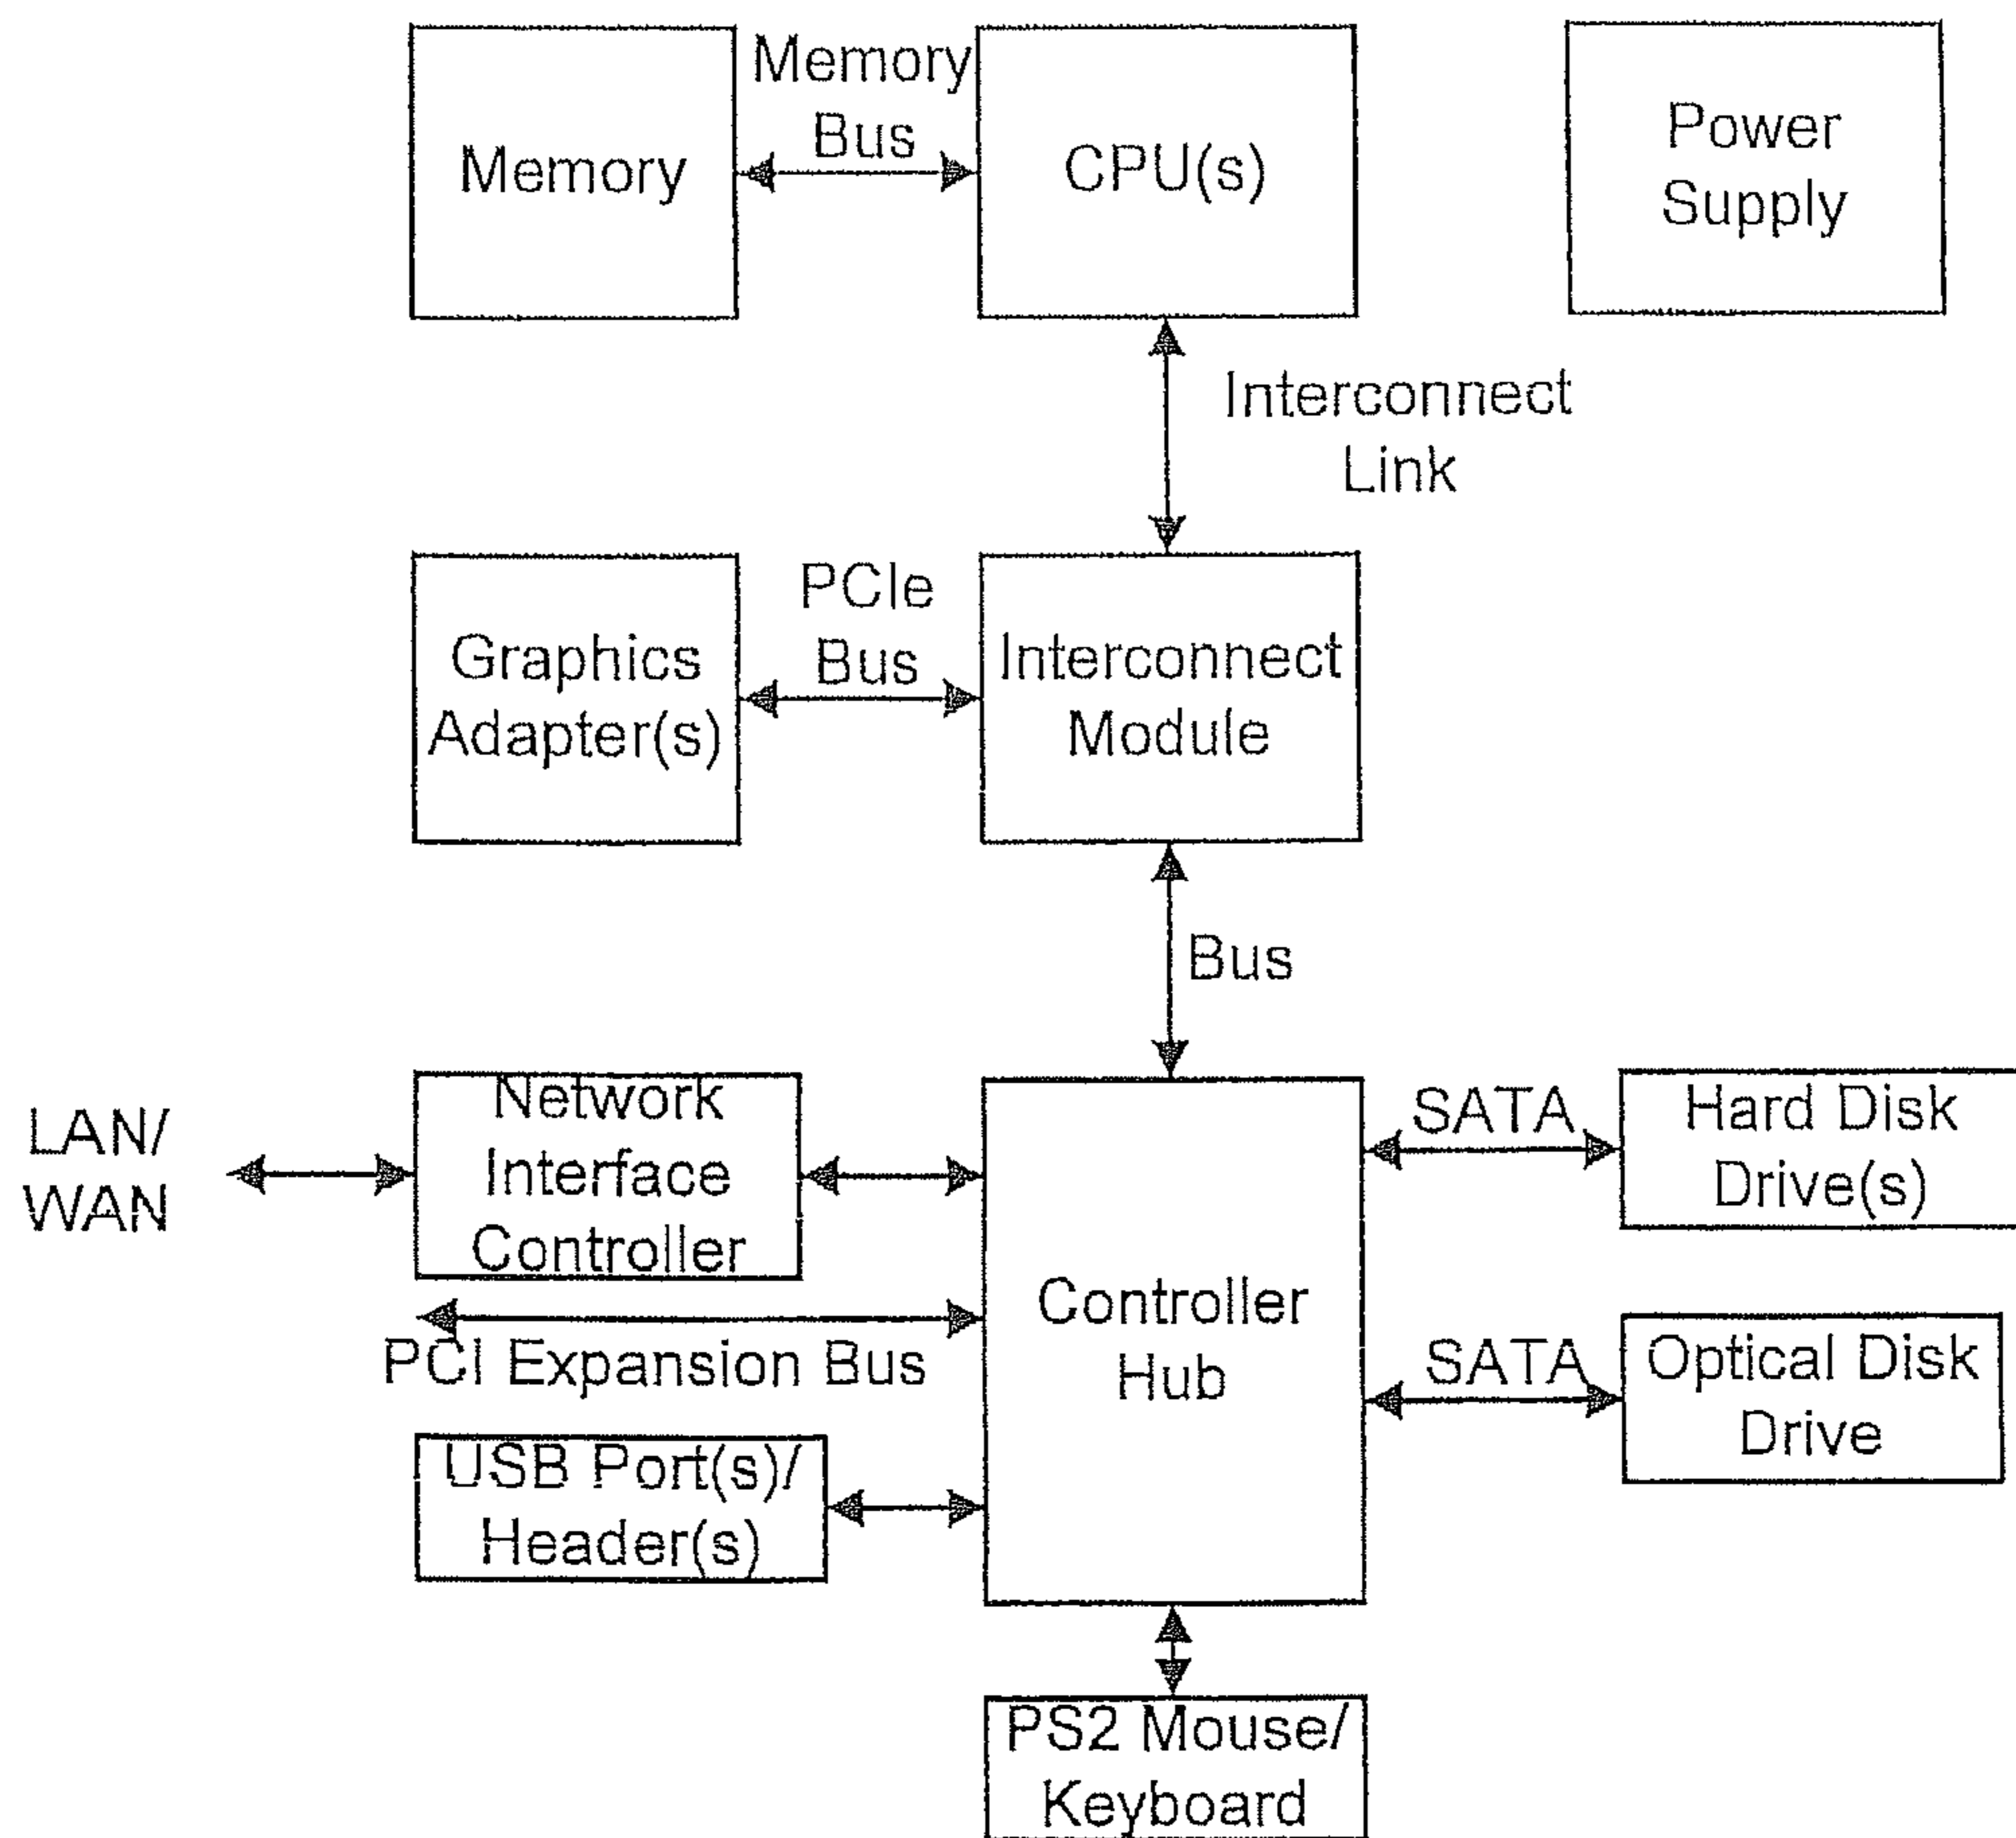 Memory
Bus
Memory
CPU(s)
Power
Supply
Interconnect
Link
PCIe
Bus
Graphics
Adapter(s)
Interconnect
Module
Bus
LAN/
WAN
Network
Interface
Controller
SATA
Hard Disk
Drive(s)
PCI Expansion Bus
Controller
Hub
SATA
Optical Disk
Drive
USB Port(s)/
Header(s)
PS2 Mouse/
Keyboard